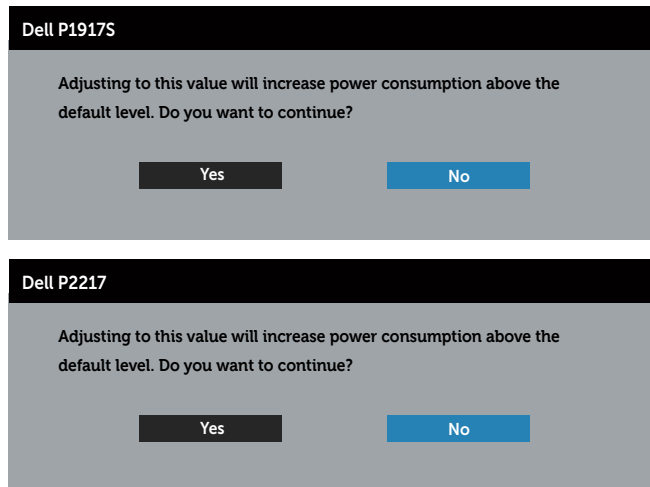 Dell P1917S
Adjusting to this value will increase power consumption above the
default level. Do you want to continue?
Yes No
Dell P2217
Adjusting to this value will increase power consumption above the
default level. Do you want to continue?
Yes No